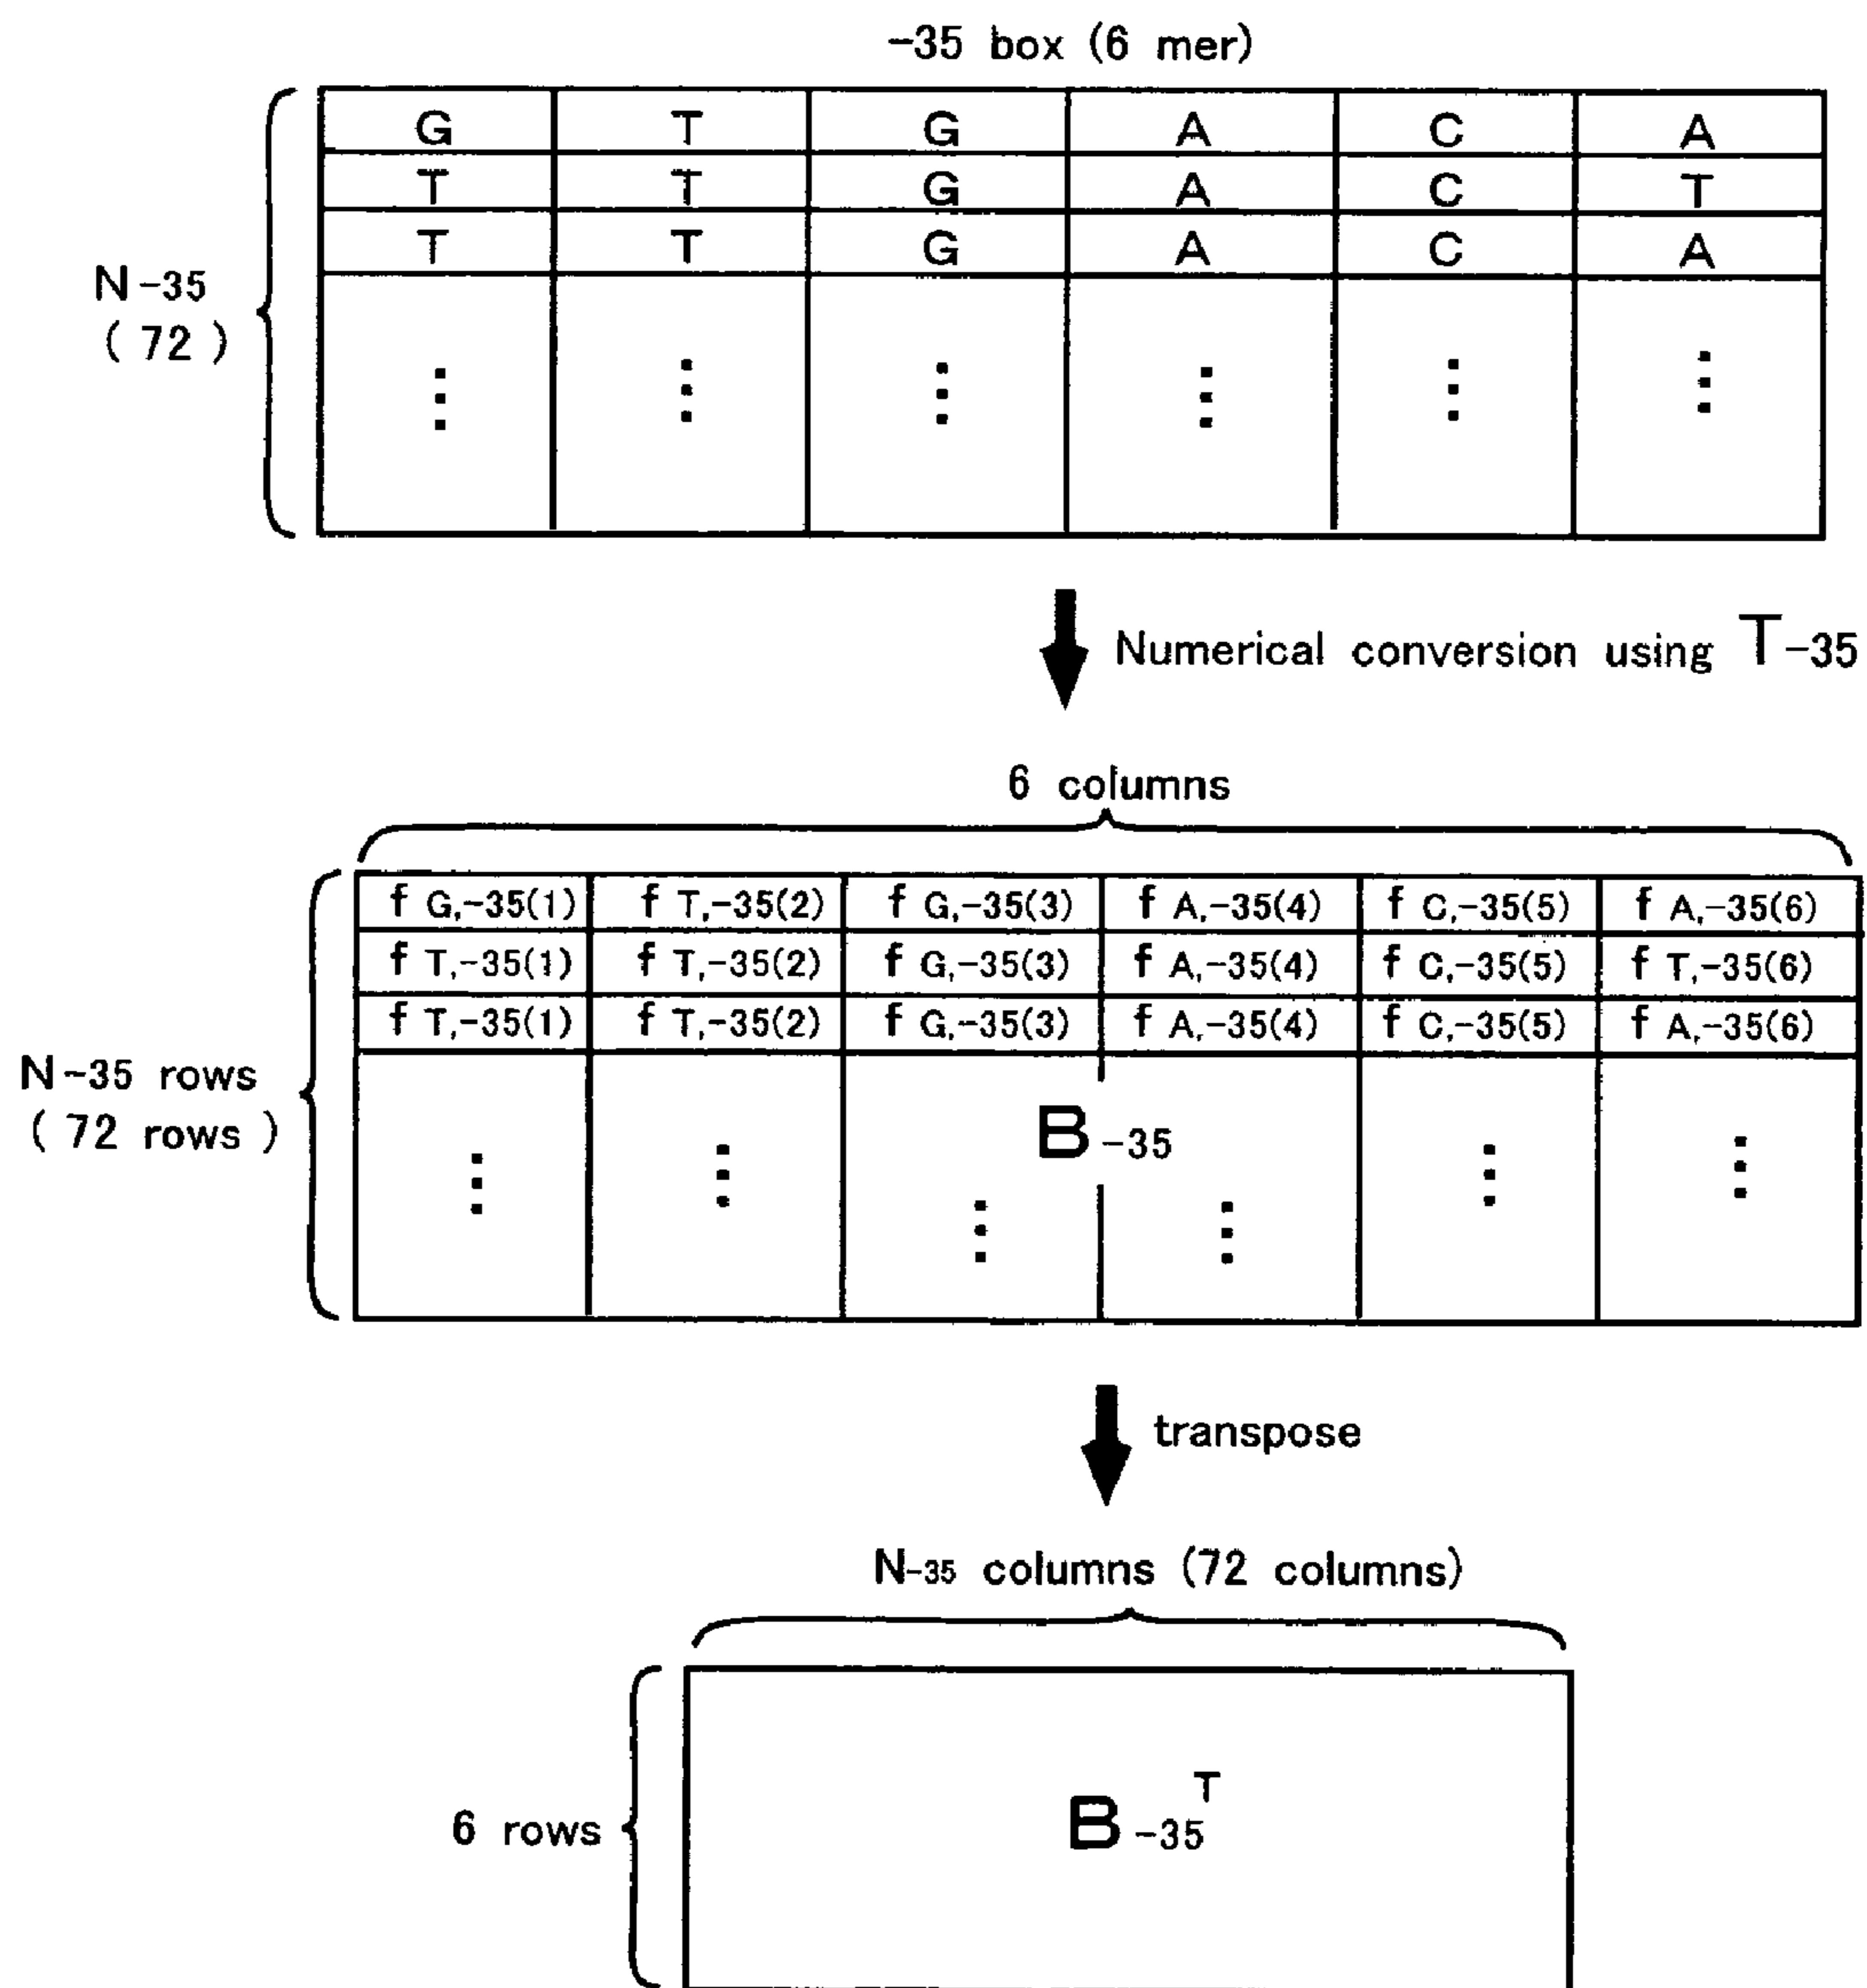 -35 box (6 mer)
G T G A C A
T T G A C T
T T G A C A
N-35
( 72 )
Numerical conversion using T-35
6 columns
f G,-35(1) f T,-35(2) f G,-35(3) f A,-35(4) f C,-35(5) f A,-35(6)
f T,-35(1) f T,-35(2) f G,-35(3) f A,-35(4) f C,-35(5) f T,-35(6)
f T,-35(1) f T,-35(2) f G,-35(3) f A,-35(4) f C,-35(5) f A,-35(6)
N-35 rows
( 72 rows )
B-35
transpose
N-35 columns (72 columns)
6 rows
B-35 T